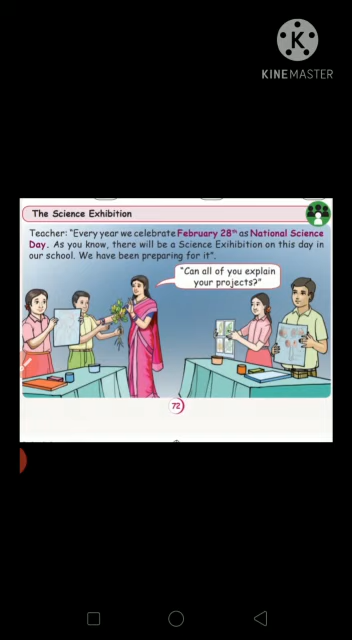 K
KINEMASTER
The Science Exhibition
Teacher: "Every year we celebrate February 28th as National Science
Day. As you know, there will be a Science Exihibition on this day in
our school. We have been preparing for it".
"Can all of you explain
your projects?"
72